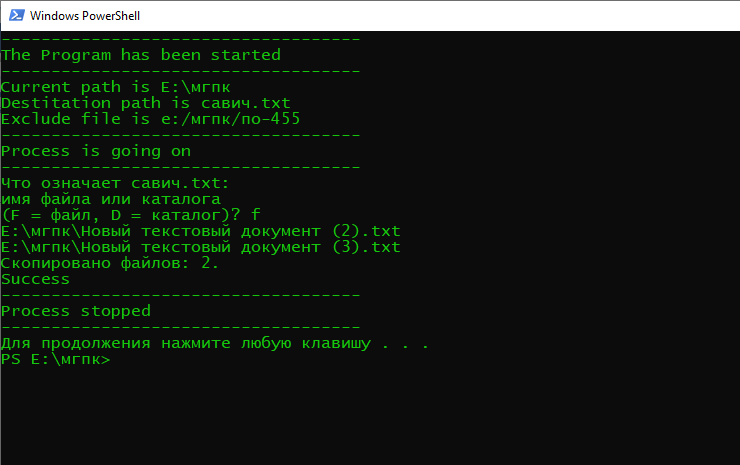 Windows PowerShell
------------------------------------
The Program has been started
------------------------------------
Current path is E:\мгпк
Destitation path is савич.txt
Exclude file is e:/мгпк/по-455
------------------------------------
Process is going on
------------------------------------
Что означает савич.txt:
имя файла или каталога
(F = файл, D = каталог)? f
E:\мгпк\Новый текстовый документ (2).txt
E:\мгпк\Новый текстовый документ (3).txt
Скопировано файлов: 2.
Success
------------------------------------
Process stopped
------------------------------------
Для продолжения нажмите любую клавишу . . .
PS E:\мгпк>